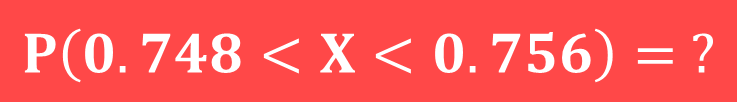 P(0.748 < X < 0.756) = ?